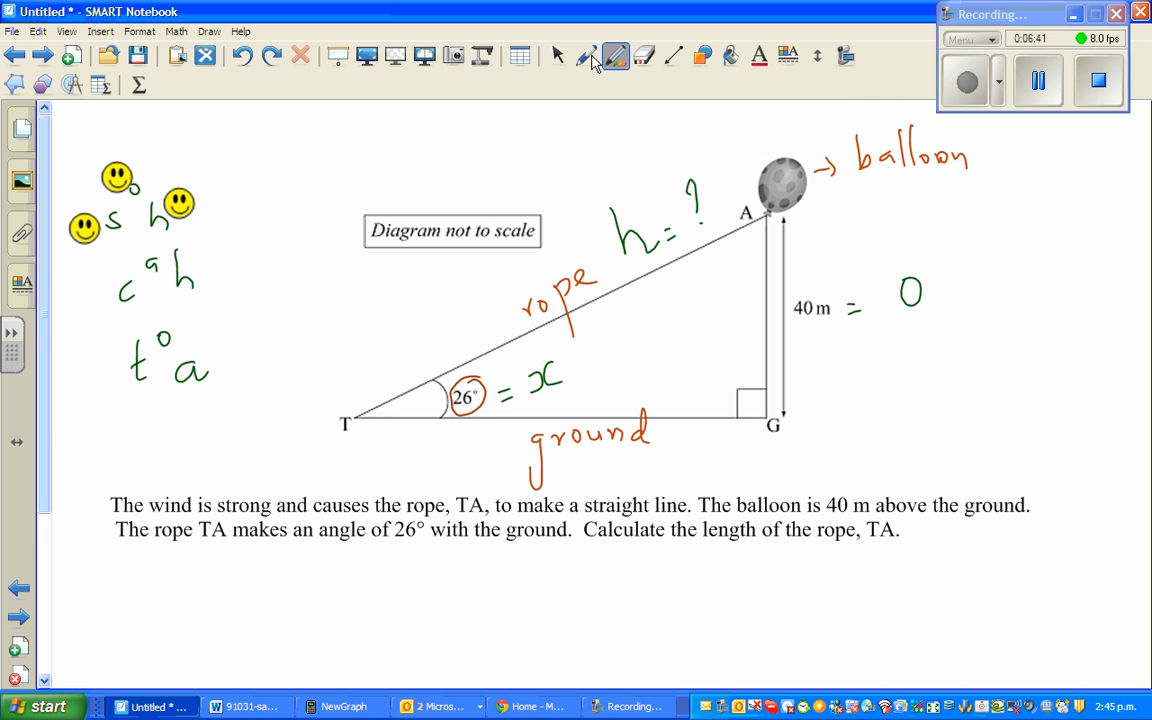 Untitled * - SMART Notebook
Recording...
File Edit View Insert Format Math Draw Help
Menu
0:06:41
8.0 fps
balloon
s o h
h = ?
A
Diagram not to scale
c a h
rope
40 m = O
t o a
26° = x
T
G
ground
The wind is strong and causes the rope, TA, to make a straight line. The balloon is 40 m above the ground.
The rope TA makes an angle of 26° with the ground. Calculate the length of the rope, TA.
start
Untitled * ...
91031-sa...
NewGraph
2 Micros...
Home - M...
Recording...
2:45 p.m.